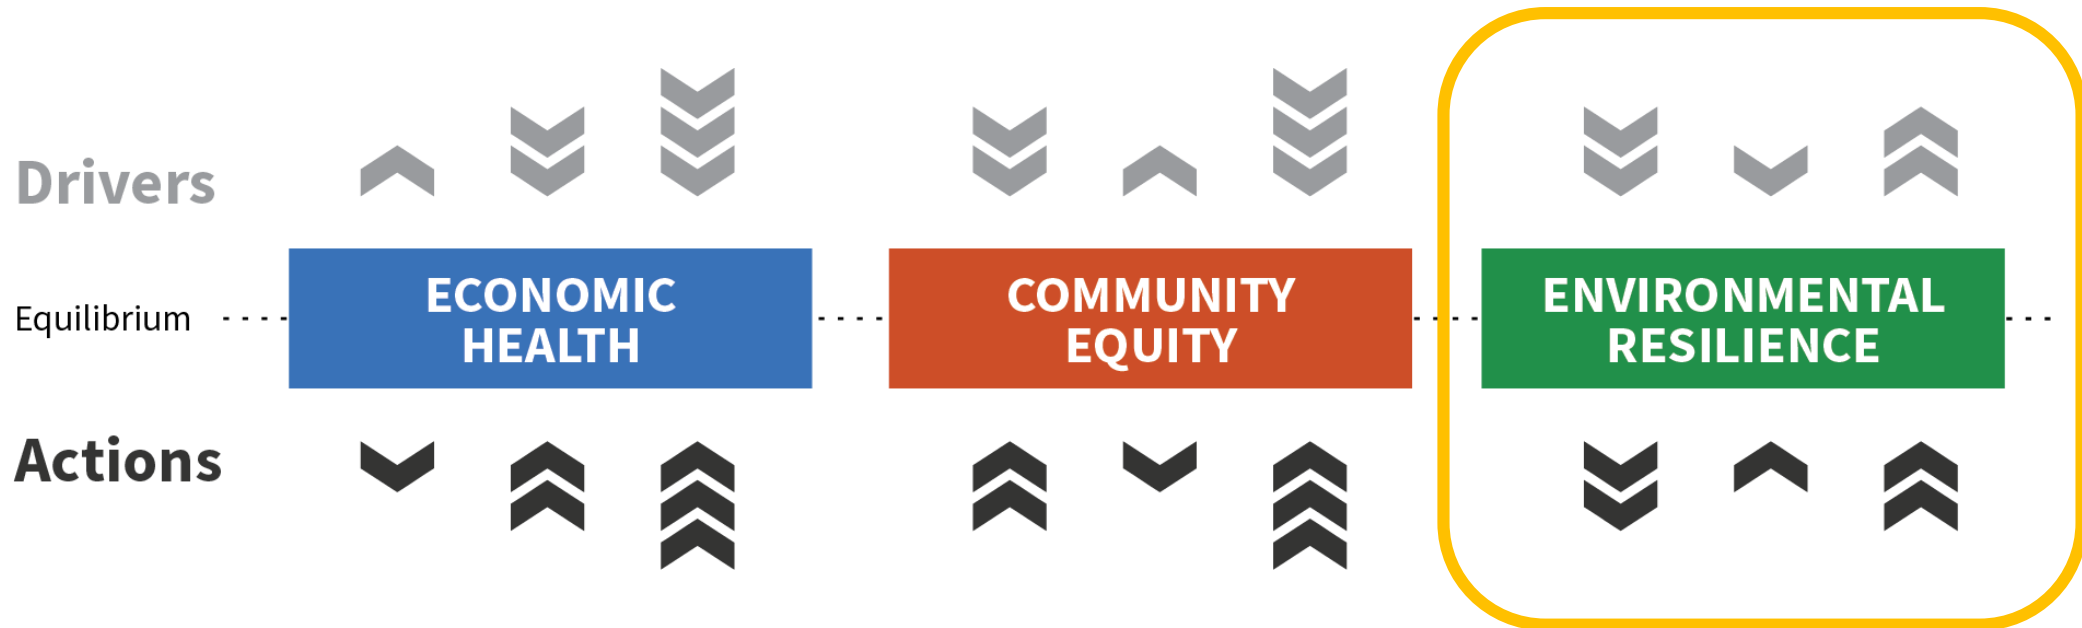 Drivers
Equilibrium
ECONOMIC
HEALTH
COMMUNITY
EQUITY
ENVIRONMENTAL
RESILIENCE
Actions